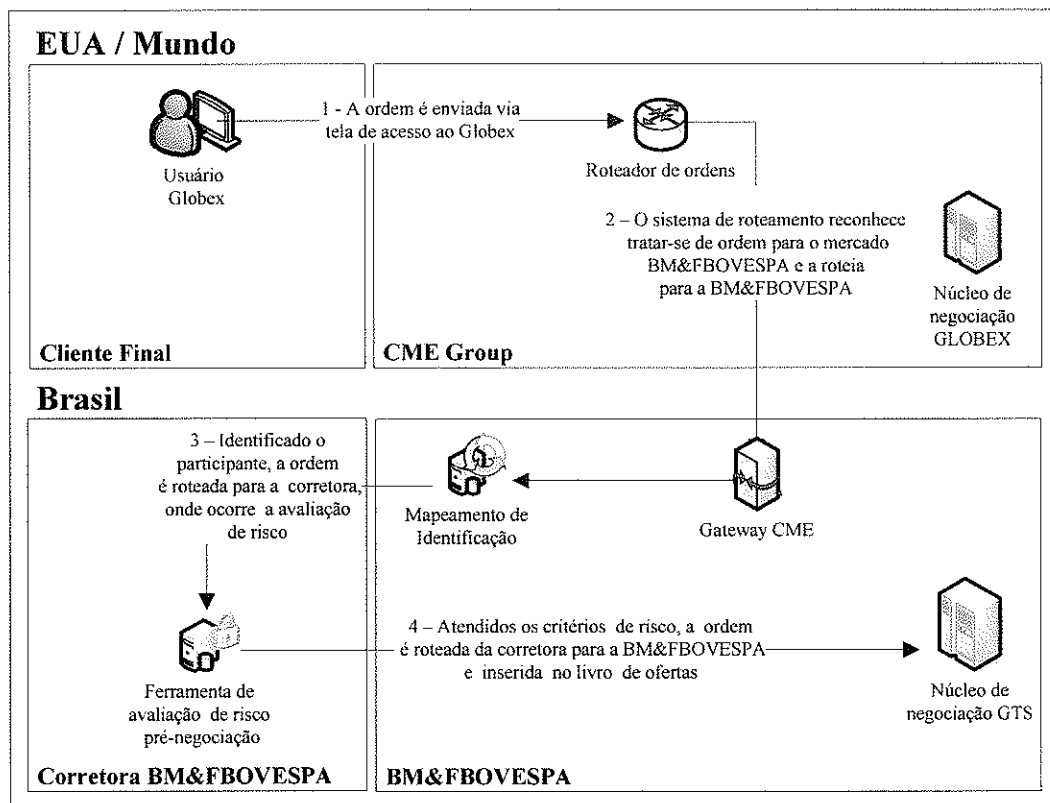 EUA / Mundo
1 - A ordem é enviada via
tela de acesso ao Globex
Usuário
Globex
Roteador de ordens
2 – O sistema de roteamento reconhece
tratar-se de ordem para o mercado
BM&FBOVESPA e a roteia
para a BM&FBOVESPA
Núcleo de
negociação
GLOBEX
Cliente Final
CME Group
Brasil
3 – Identificado o
participante, a ordem
é roteada para a corretora,
onde ocorre a avaliação
de risco
Mapeamento de
Identificação
Gateway CME
4 – Atendidos os critérios de risco, a ordem
é roteada da corretora para a BM&FBOVESPA
e inserida no livro de ofertas
Ferramenta de
avaliação de risco
pré-negociação
Núcleo de
negociação GTS
Corretora BM&FBOVESPA
BM&FBOVESPA